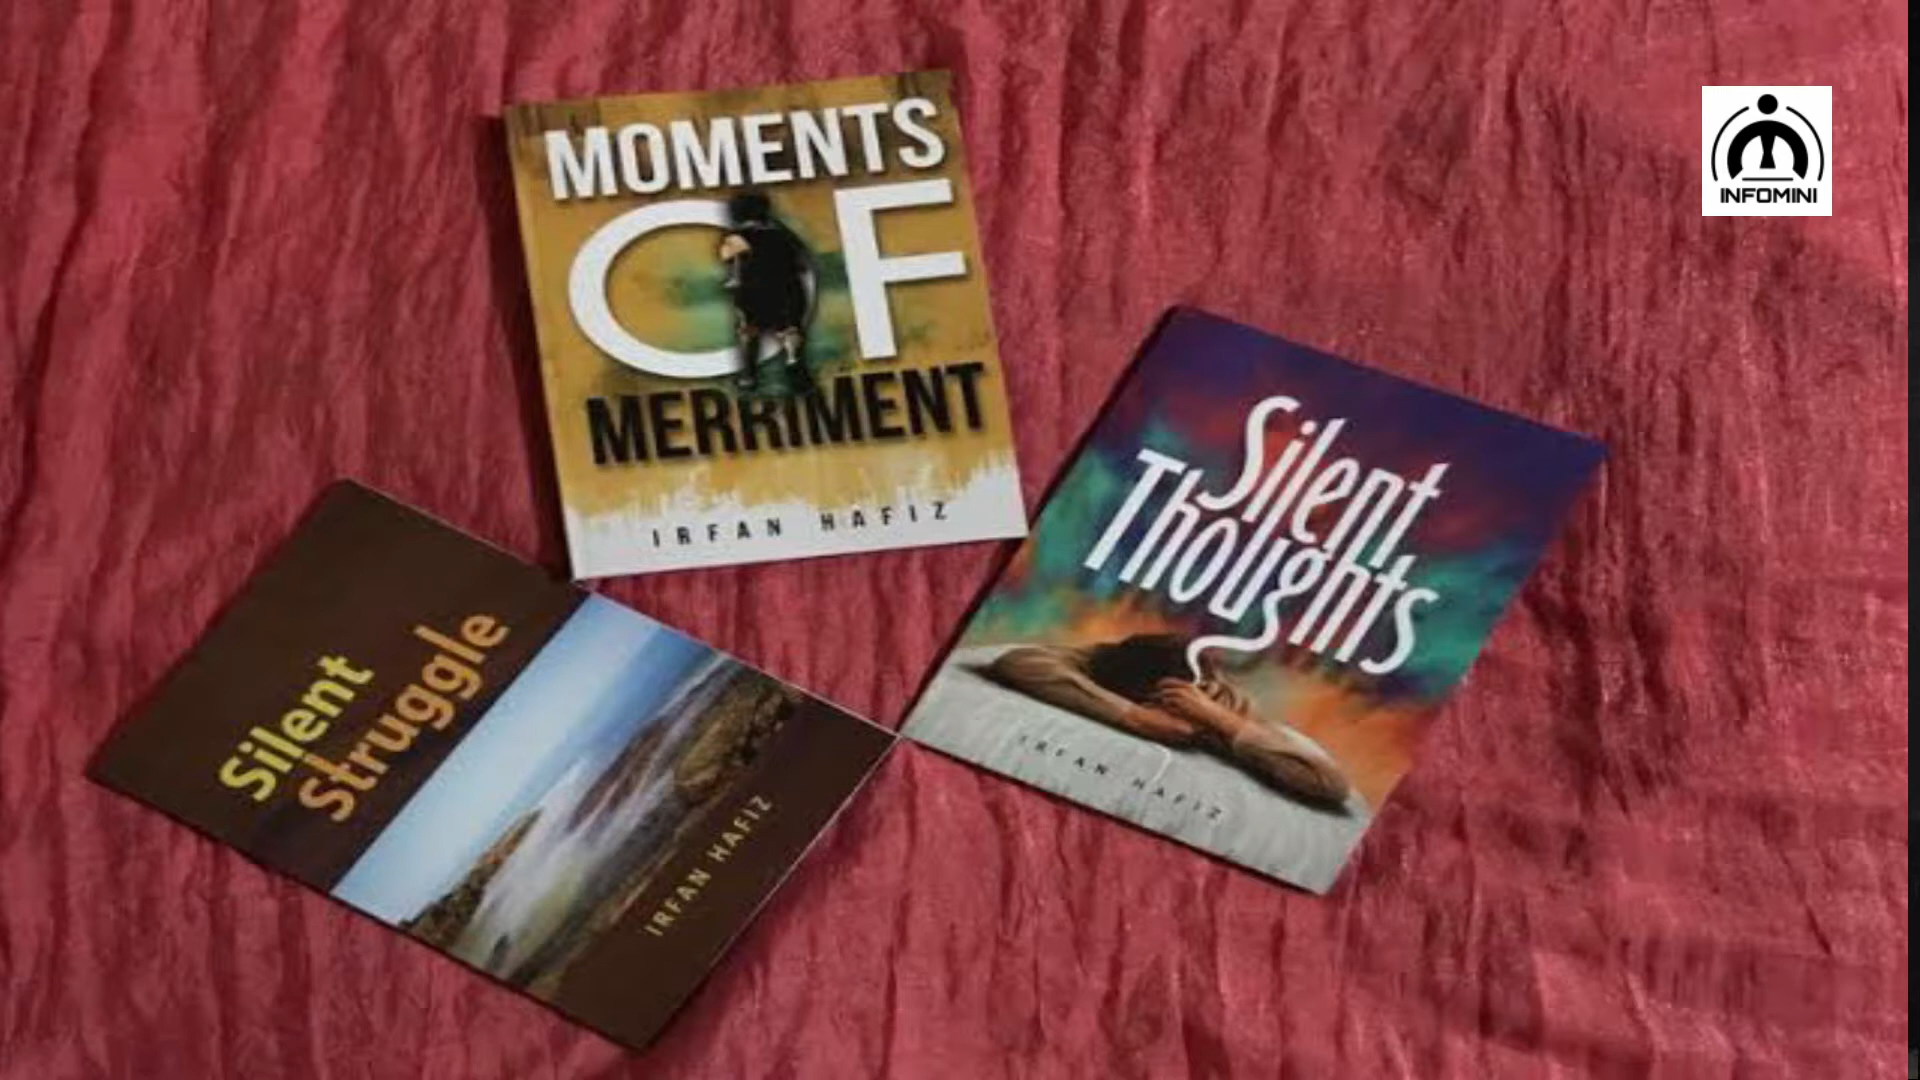 MOMENTS
OF
MERRIMENT
IRFAN HAFIZ
Silent
Thoughts
IRFAN HAFIZ
Silent
Struggle
IRFAN HAFIZ
INFOMINI